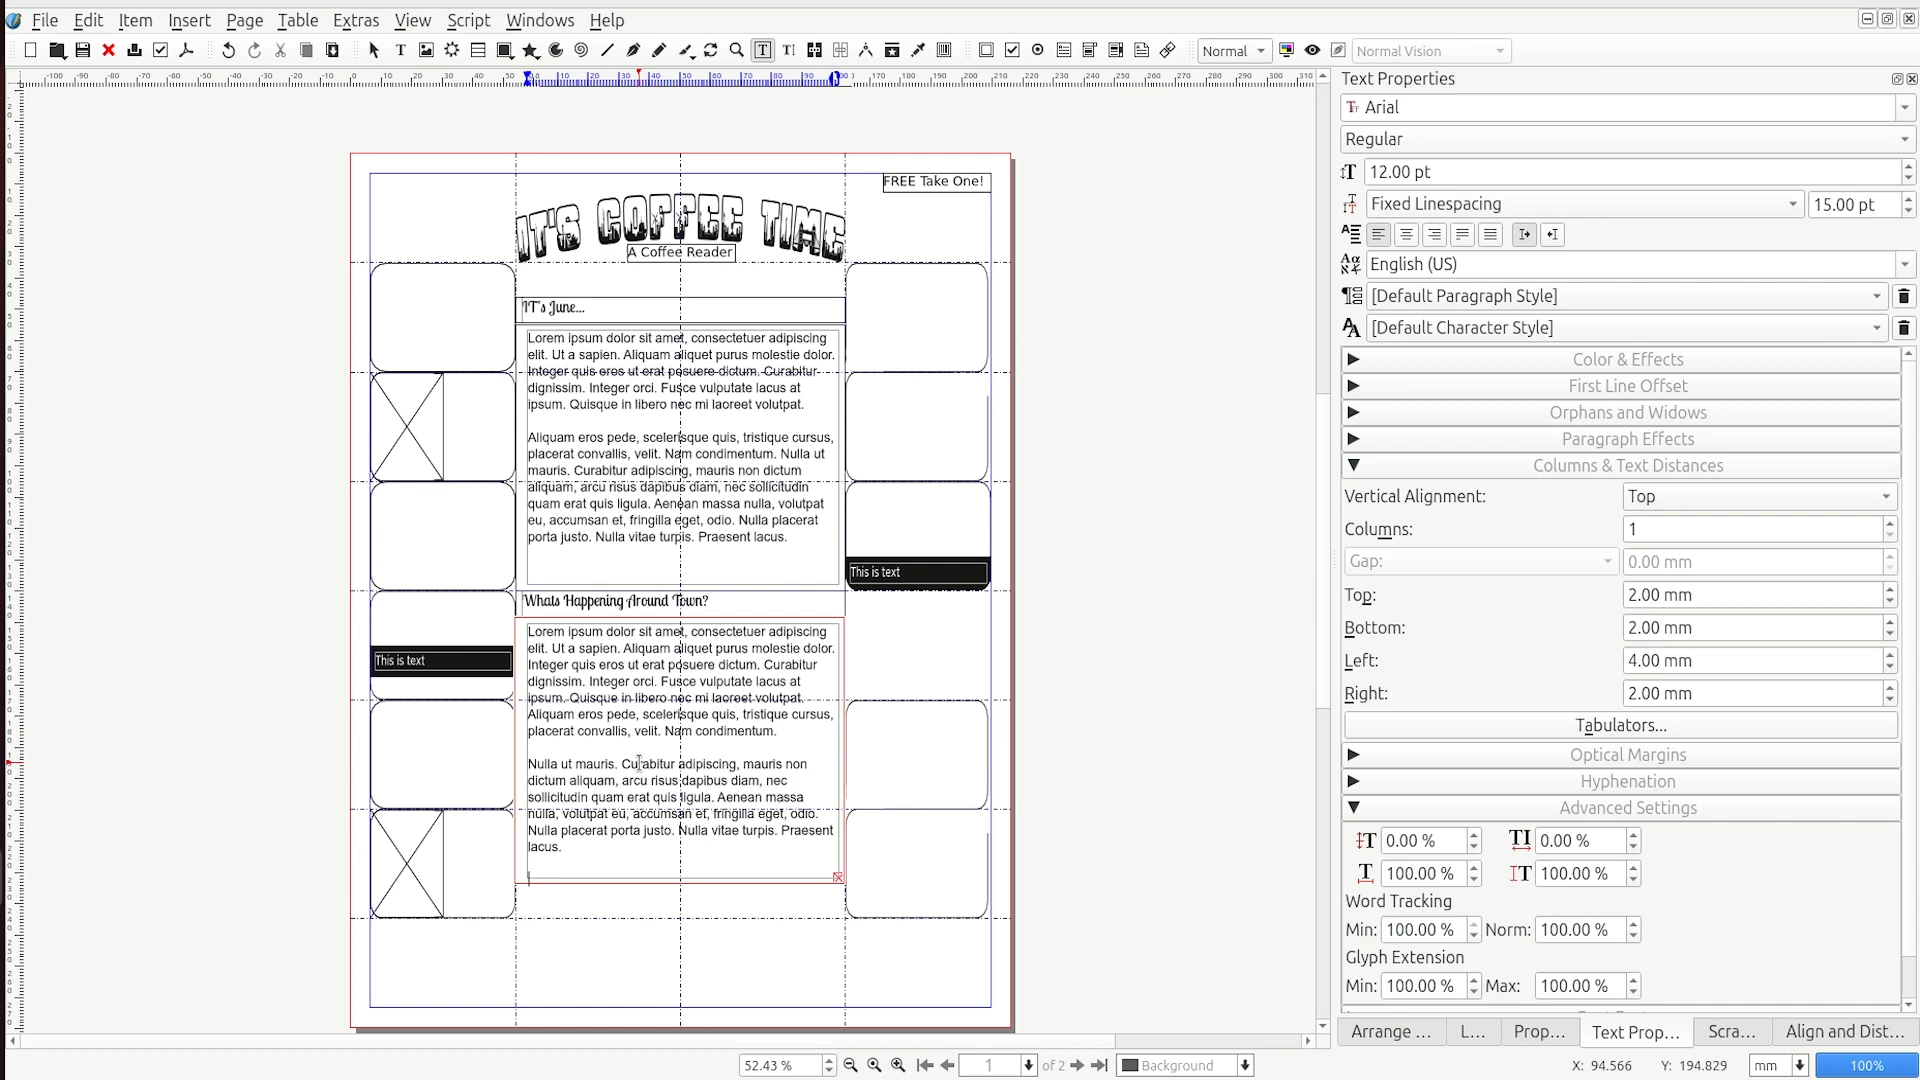 File Edit Item Insert Page Table Extras View Script Windows Help
Normal
Normal Vision
FREE Take One!
IT'S COFFEE TIME
A Coffee Reader
IT's June...
Lorem ipsum dolor sit amet, consectetuer adipiscing
elit. Ut a sapien. Aliquam aliquet purus molestie dolor.
Integer quis eros ut erat posuere dictum. Curabitur
dignissim. Integer orci. Fusce vulputate lacus at
ipsum. Quisque in libero nec mi laoreet volutpat.
Aliquam eros pede, scelerisque quis, tristique cursus,
placerat convallis, velit. Nam condimentum. Nulla ut
mauris. Curabitur adipiscing, mauris non dictum
aliquam, arcu risus dapibus diam, nec sollicitudin
quam erat quis ligula. Aenean massa nulla, volutpat
eu, accumsan et, fringilla eget, odio. Nulla placerat
porta justo. Nulla vitae turpis. Praesent lacus.
This is text
Whats Happening Around Town?
This is text
Lorem ipsum dolor sit amet, consectetuer adipiscing
elit. Ut a sapien. Aliquam aliquet purus molestie dolor.
Integer quis eros ut erat posuere dictum. Curabitur
dignissim. Integer orci. Fusce vulputate lacus at
ipsum. Quisque in libero nec mi laoreet volutpat.
Aliquam eros pede, scelerisque quis, tristique cursus,
placerat convallis, velit. Nam condimentum.
Nulla ut mauris. Curabitur adipiscing, mauris non
dictum aliquam, arcu risus dapibus diam, nec
sollicitudin quam erat quis ligula. Aenean massa
nulla, volutpat eu, accumsan et, fringilla eget, odio.
Nulla placerat porta justo. Nulla vitae turpis. Praesent
lacus.
Text Properties
Arial
Regular
12.00 pt
Fixed Linespacing 15.00 pt
English (US)
[Default Paragraph Style]
[Default Character Style]
Color & Effects
First Line Offset
Orphans and Widows
Paragraph Effects
Columns & Text Distances
Vertical Alignment: Top
Columns: 1
Gap: 0.00 mm
Top: 2.00 mm
Bottom: 2.00 mm
Left: 4.00 mm
Right: 2.00 mm
Tabulators...
Optical Margins
Hyphenation
Advanced Settings
0.00 % 0.00 %
100.00 % 100.00 %
Word Tracking
Min: 100.00 % Norm: 100.00 %
Glyph Extension
Min: 100.00 % Max: 100.00 %
Arrange ... L... Prop... Text Prop... Scra... Align and Dist...
52.43 % 1 of 2 Background X: 94.566 Y: 194.829 mm 100%